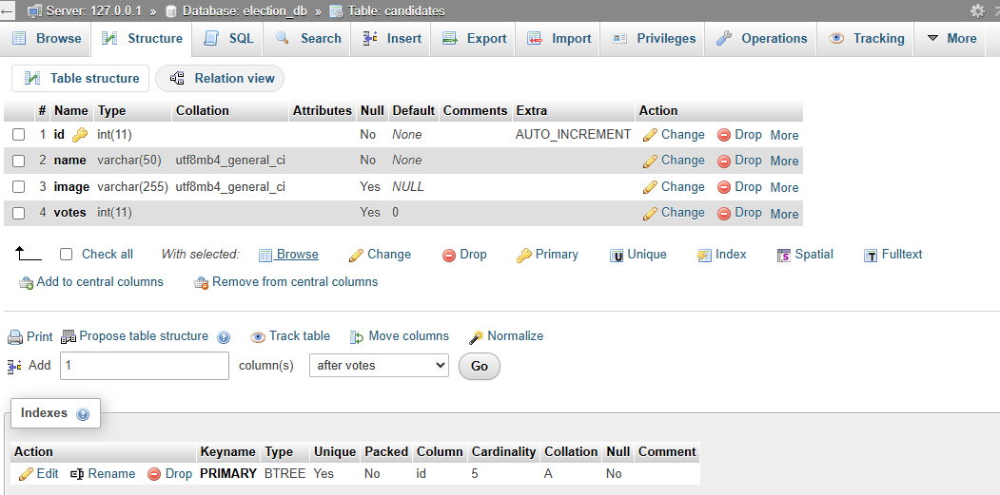 Server: 127.0.0.1 » Database: election_db » Table: candidates
Browse Structure SQL Search Insert Export Import Privileges Operations Tracking More
Table structure Relation view
# Name Type Collation Attributes Null Default Comments Extra Action
1 id int(11) No None AUTO_INCREMENT Change Drop More
2 name varchar(50) utf8mb4_general_ci No None Change Drop More
3 image varchar(255) utf8mb4_general_ci Yes NULL Change Drop More
4 votes int(11) Yes 0 Change Drop More
Check all With selected: Browse Change Drop Primary Unique Index Spatial Fulltext
Add to central columns Remove from central columns
Print Propose table structure Track table Move columns Normalize
Add 1 column(s) after votes Go
Indexes
Action Keyname Type Unique Packed Column Cardinality Collation Null Comment
Edit Rename Drop PRIMARY BTREE Yes No id 5 A No